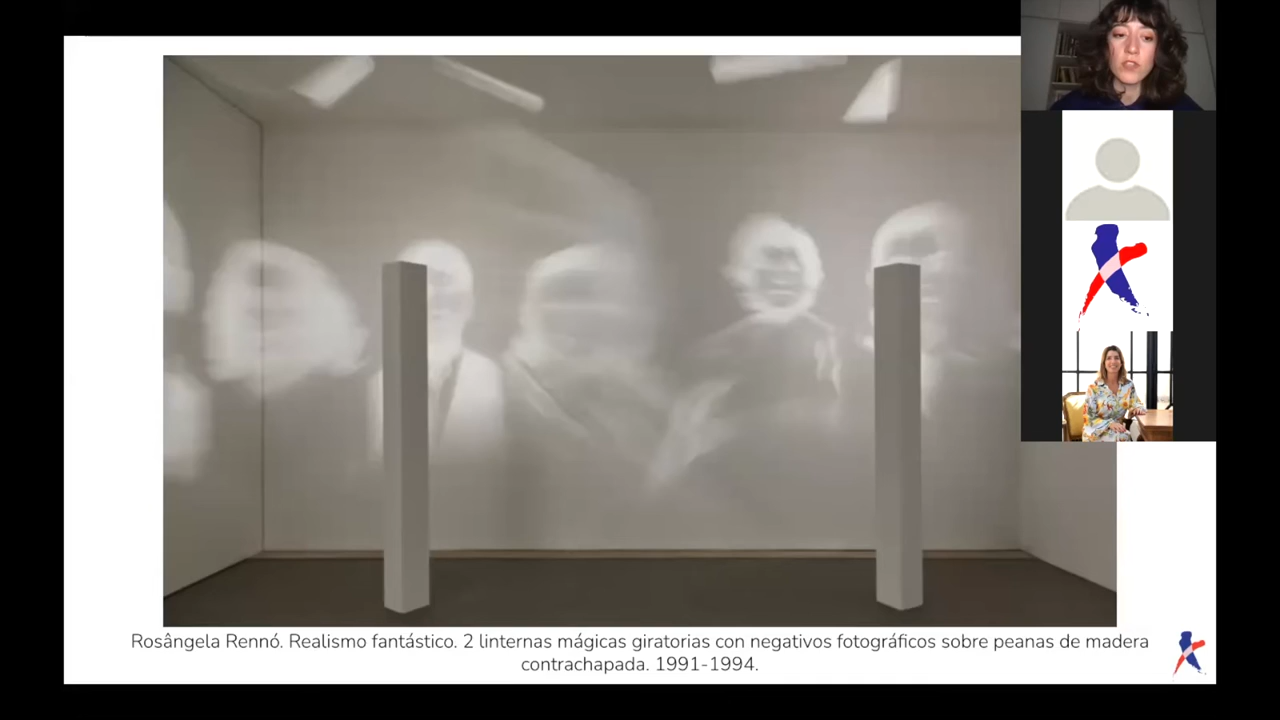 Rosângela Rennó. Realismo fantástico. 2 linternas mágicas giratorias con negativos fotográficos sobre peanas de madera
contrachapada. 1991-1994.